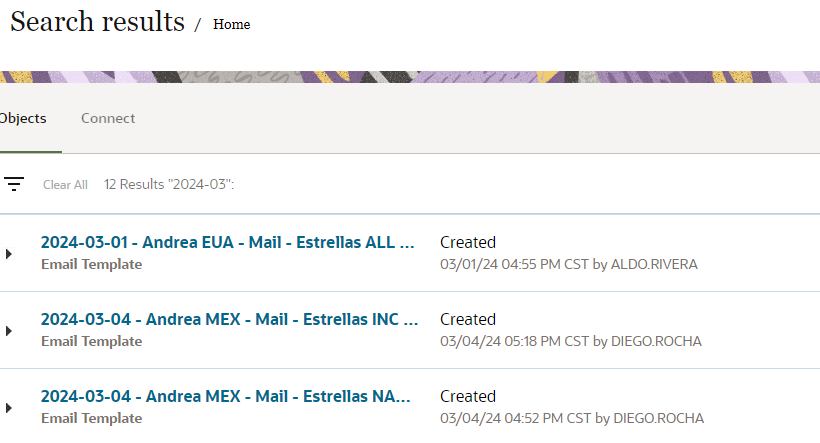 Search results / Home
Objects Connect
Clear All 12 Results "2024-03":
2024-03-01 - Andrea EUA - Mail - Estrellas ALL ... Created
Email Template 03/01/24 04:55 PM CST by ALDO.RIVERA
2024-03-04 - Andrea MEX - Mail - Estrellas INC ... Created
Email Template 03/04/24 05:18 PM CST by DIEGO.ROCHA
2024-03-04 - Andrea MEX - Mail - Estrellas NA... Created
Email Template 03/04/24 04:52 PM CST by DIEGO.ROCHA